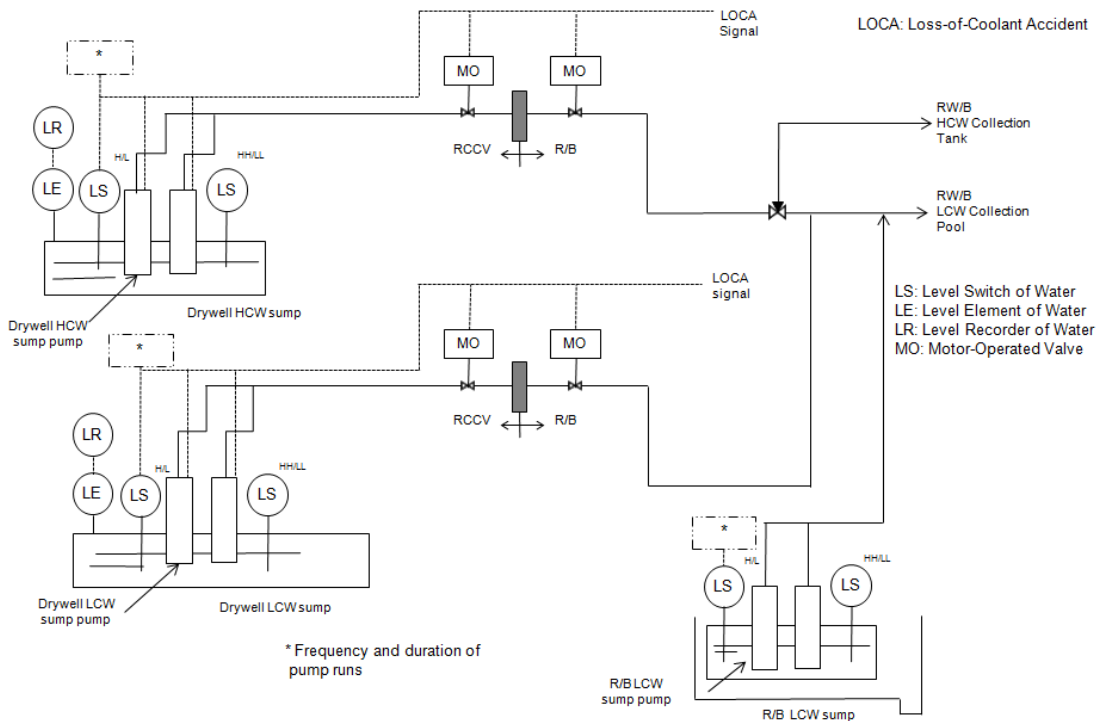 LOCA
Signal
LOCA: Loss-of-Coolant Accident
*
MO
MO
LR
RW/B
HCW Collection
Tank
RCCV
R/B
H/L
HH/LL
LE
LS
LS
RW/B
LCW Collection
Pool
LOCA
signal
LS: Level Switch of Water
LE: Level Element of Water
LR: Level Recorder of Water
MO: Motor-Operated Valve
Drywell HCW
sump pump
Drywell HCW sump
*
MO
MO
RCCV
R/B
LR
H/L
HH/LL
LE
LS
LS
*
H/L
HH/LL
LS
LS
Drywell LCW
sump pump
Drywell LCW sump
* Frequency and duration of
pump runs
R/B LCW
sump pump
R/B LCW sump